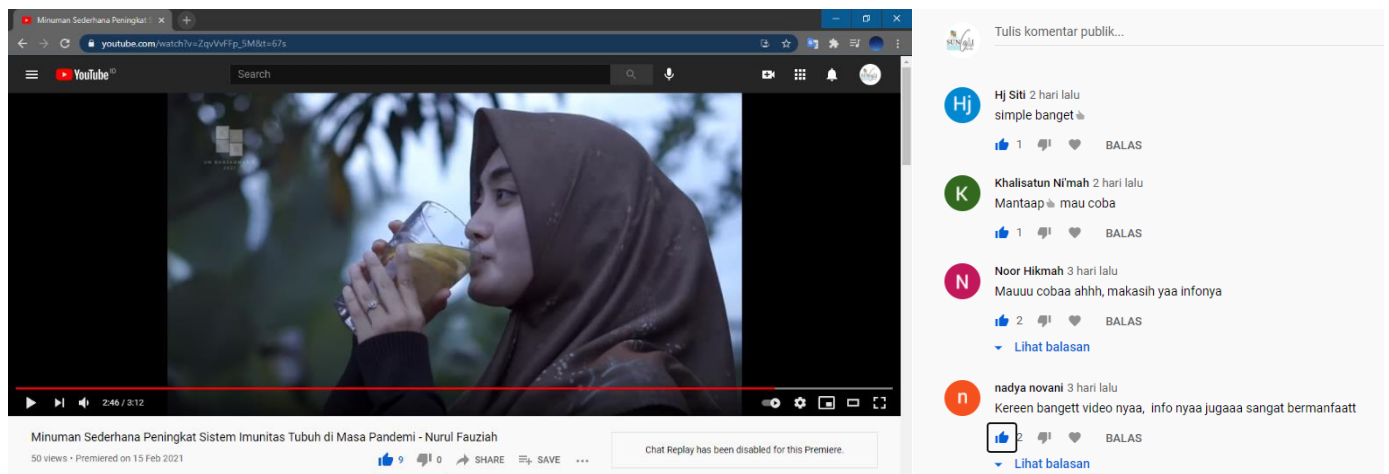 Minuman Sederhana Peningkat S
youtube.com/watch?v=ZqvVvFFp_5M&t=67s
YouTube ID
Search
2:46 / 3:12
Minuman Sederhana Peningkat Sistem Imunitas Tubuh di Masa Pandemi - Nurul Fauziah
50 views • Premiered on 15 Feb 2021
9
0
SHARE
SAVE
Chat Replay has been disabled for this Premiere.
Tulis komentar publik...
Hj
Hj Siti 2 hari lalu
simple banget
1
BALAS
K
Khalisatun Ni'mah 2 hari lalu
Mantaap mau coba
1
BALAS
N
Noor Hikmah 3 hari lalu
Mauuu cobaa ahhh, makasih yaa infonya
2
BALAS
Lihat balasan
n
nadya novani 3 hari lalu
Kereen bangett video nyaa, info nyaa jugaaa sangat bermanfaatt
2
BALAS
Lihat balasan